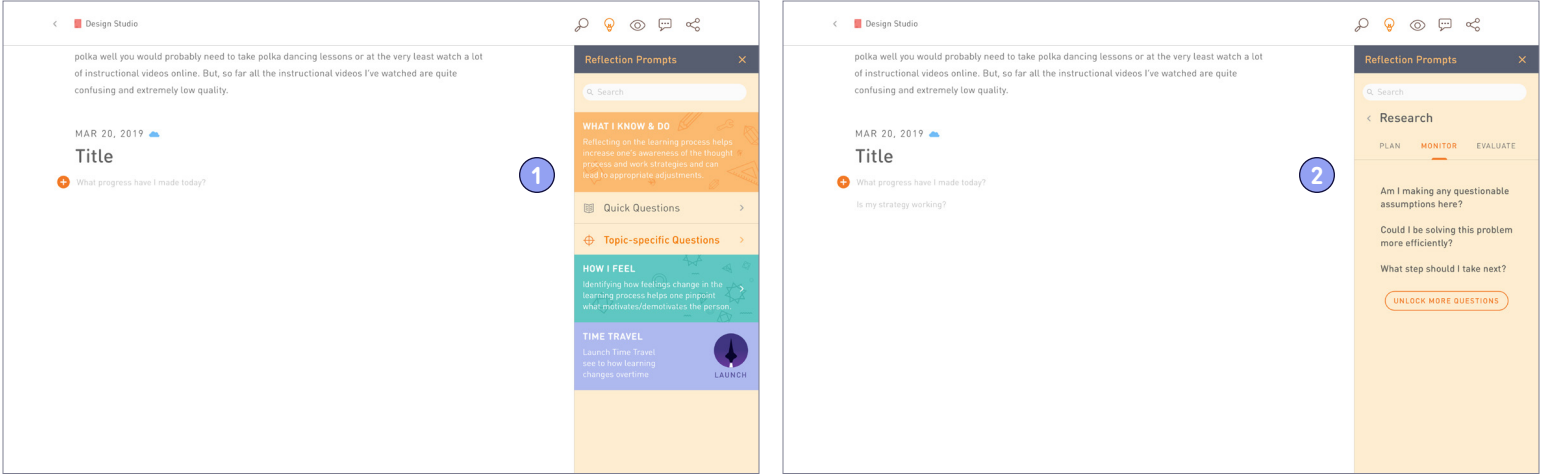 Design Studio
polka well you would probably need to take polka dancing lessons or at the very least watch a lot
of instructional videos online. But, so far all the instructional videos I've watched are quite
confusing and extremely low quality.
MAR 20, 2019
Title
What progress have I made today?
1
Reflection Prompts
Search
WHAT I KNOW & DO
Reflecting on the learning process helps
increase one's awareness of the thought
process and work strategies and can
lead to appropriate adjustments.
Quick Questions
Topic-specific Questions
HOW I FEEL
Identifying how feelings change in the
learning process helps one pinpoint
what motivates/demotivates the person.
TIME TRAVEL
Launch Time Travel
see to how learning
changes overtime
LAUNCH
Design Studio
polka well you would probably need to take polka dancing lessons or at the very least watch a lot
of instructional videos online. But, so far all the instructional videos I've watched are quite
confusing and extremely low quality.
MAR 20, 2019
Title
What progress have I made today?
Is my strategy working?
2
Reflection Prompts
Search
Research
PLAN MONITOR EVALUATE
Am I making any questionable
assumptions here?
Could I be solving this problem
more efficiently?
What step should I take next?
UNLOCK MORE QUESTIONS